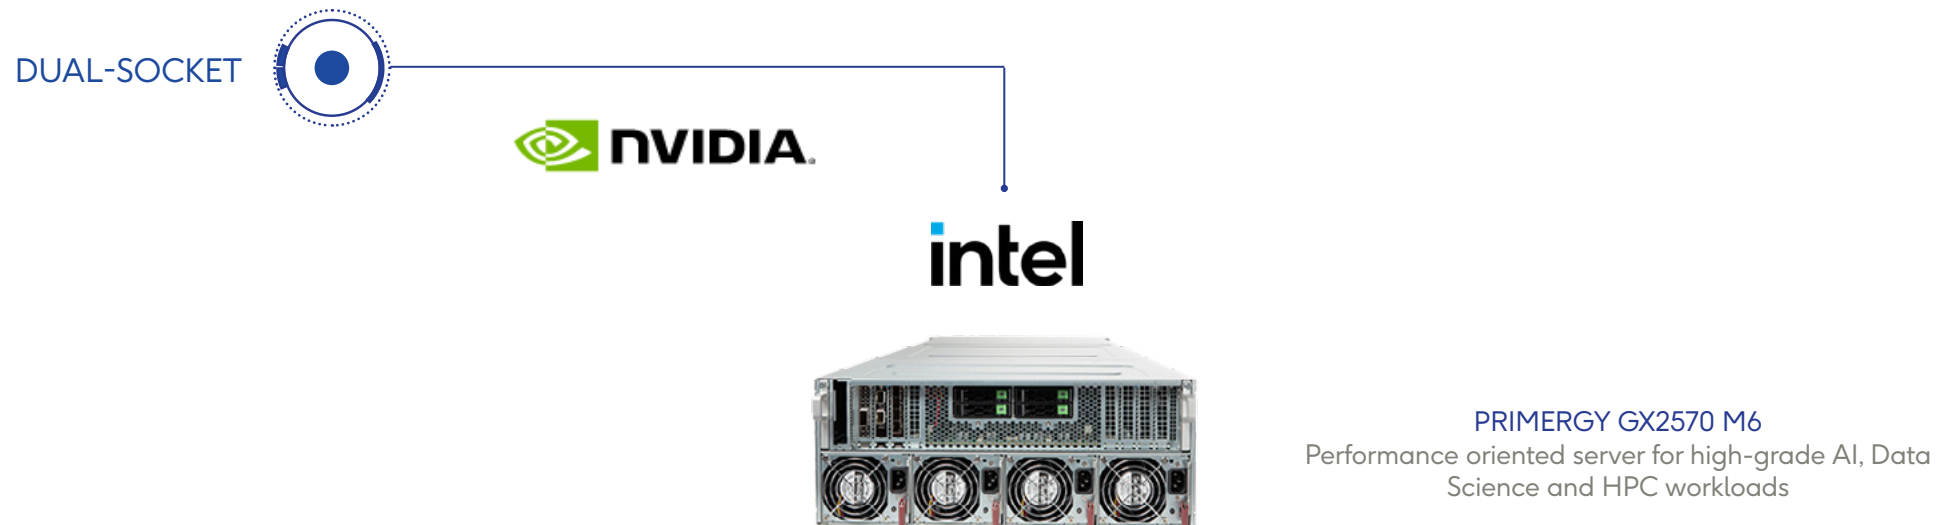 DUAL-SOCKET
NVIDIA.
intel
PRIMERGY GX2570 M6
Performance oriented server for high-grade AI, Data
Science and HPC workloads